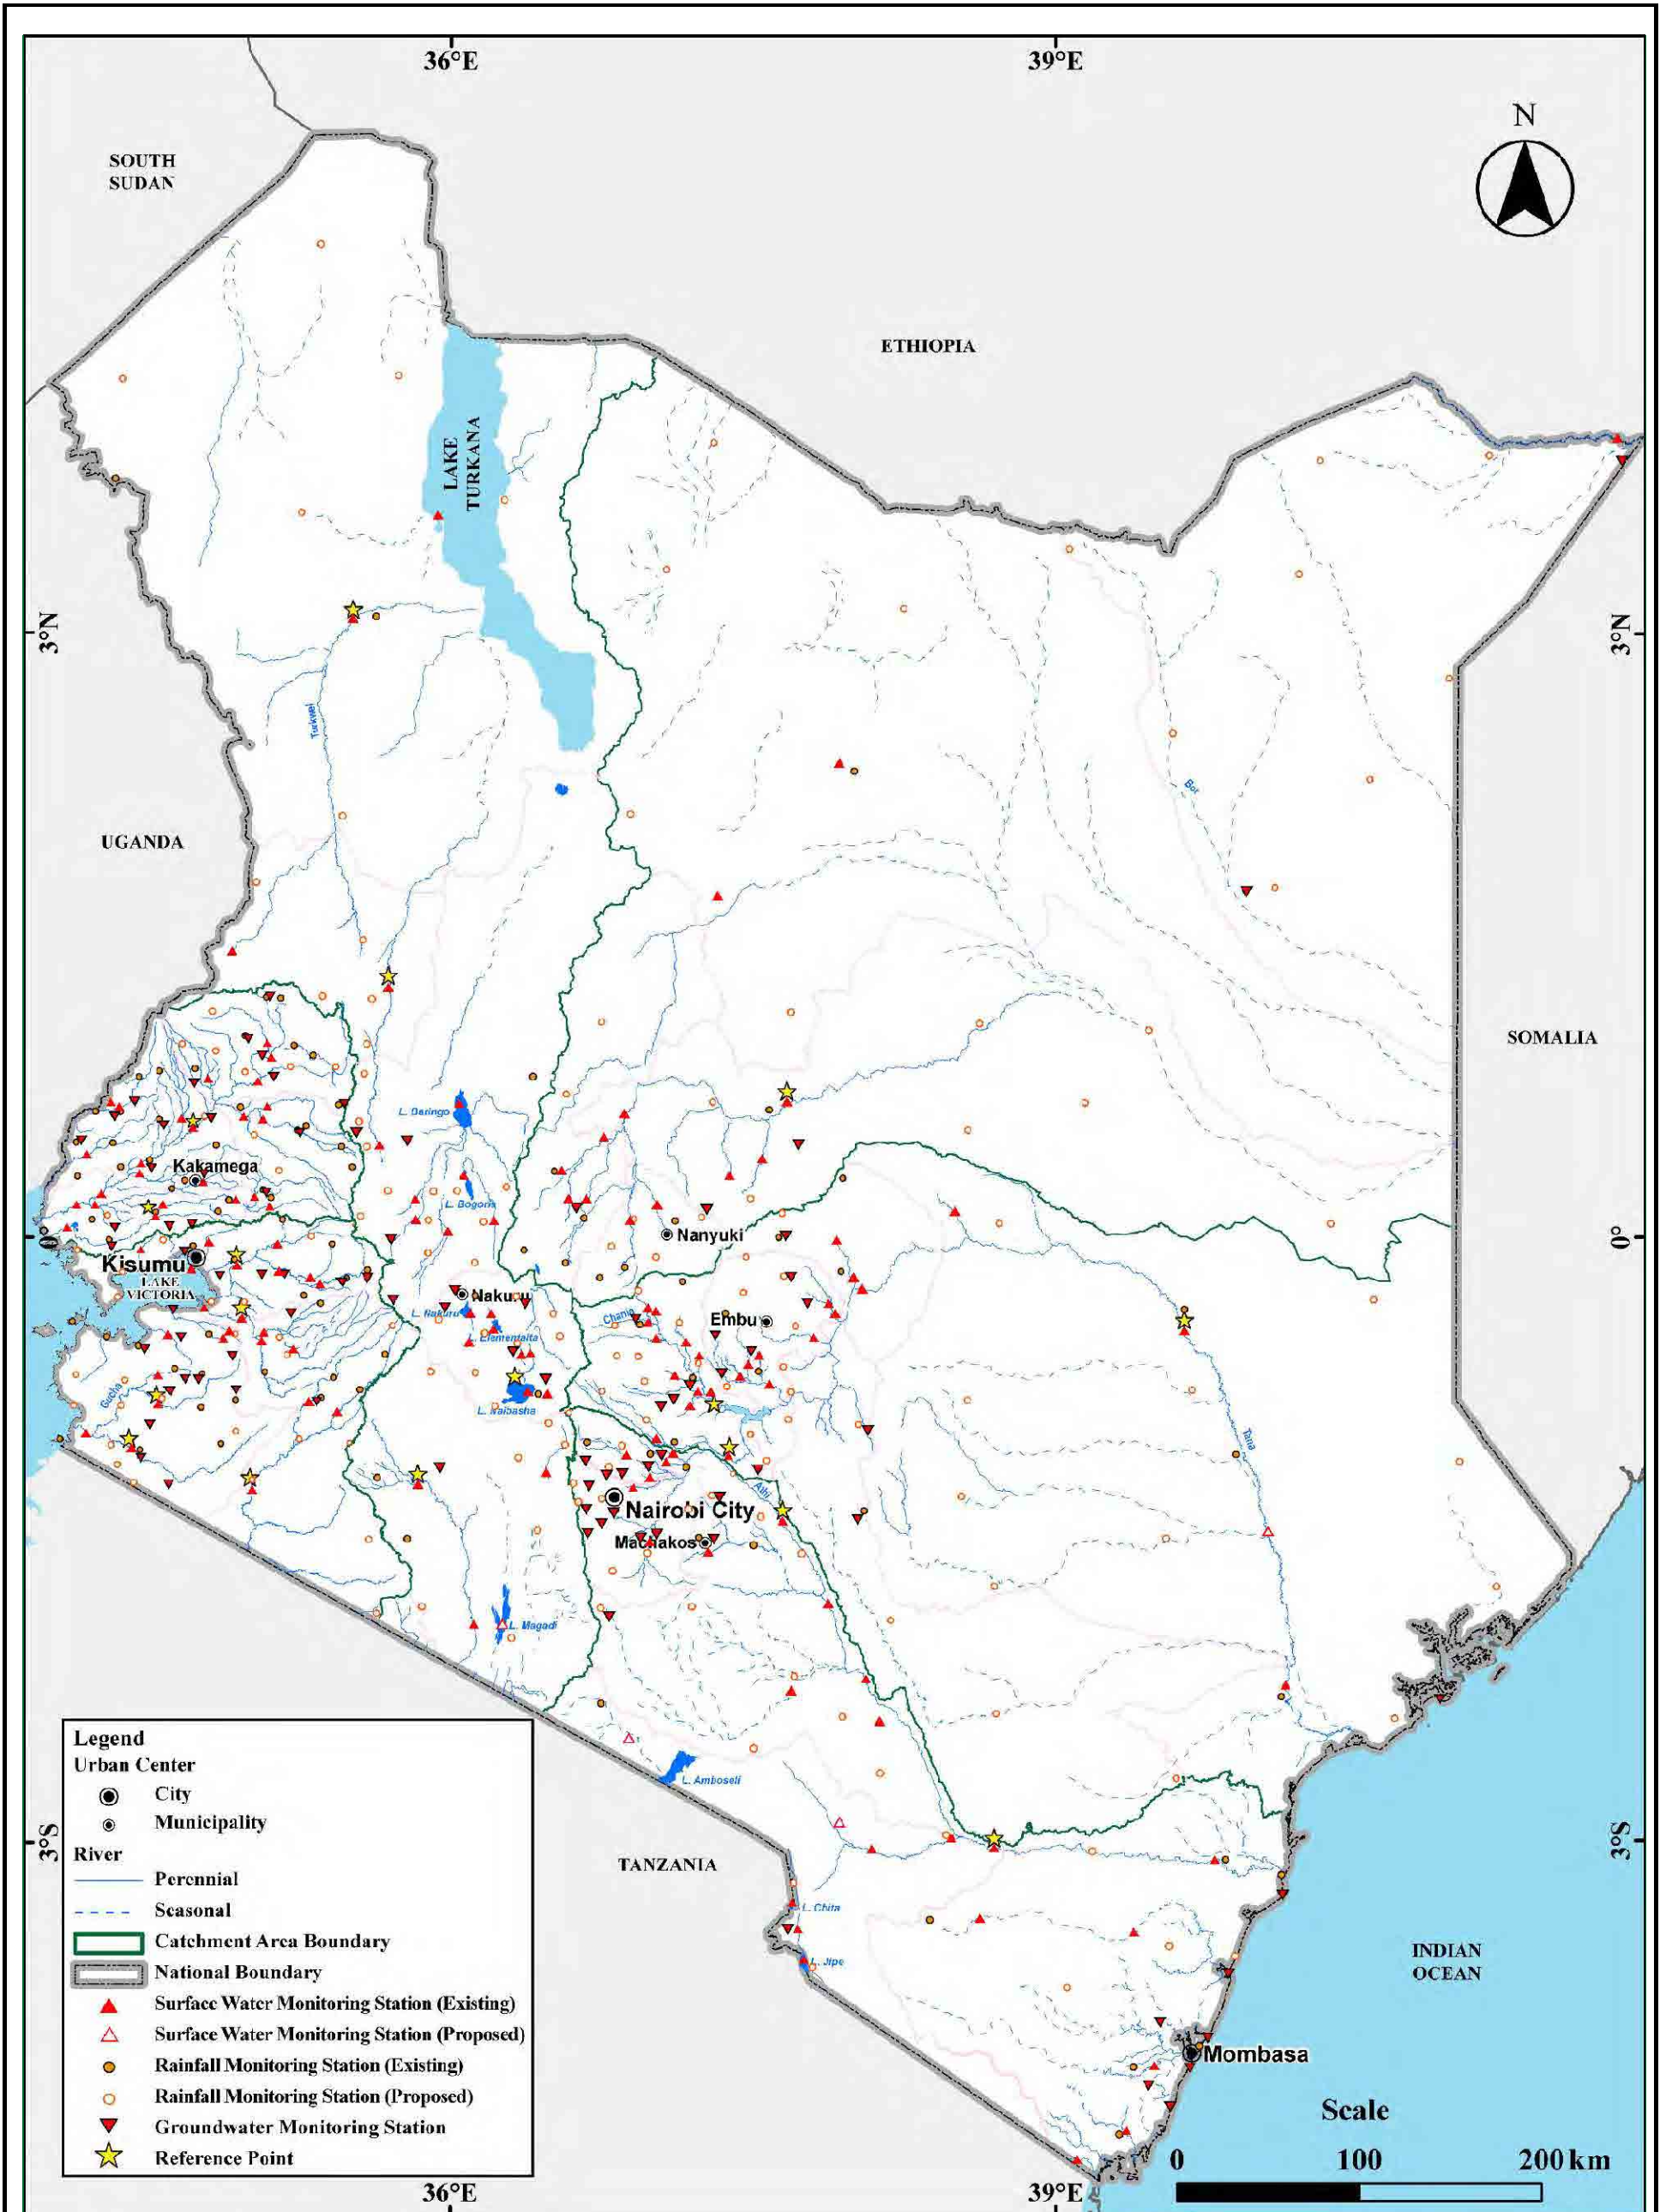 36°E
39°E
N
SOUTH
SUDAN
ETHIOPIA
LAKE
TURKANA
3°N
3°N
Turkwel
UGANDA
Bor
SOMALIA
L. Baringo
Kakamega
L. Bogoria
0°
Nanyuki
0°
Kisumu
LAKE
VICTORIA
Nakuru
L. Nakuru
Chania
Embu
L. Elementaita
Gucha
L. Naibasha
Tana
Athi
Nairobi City
Machakos
L. Magadi
Legend
Urban Center
City
Municipality
River
Perennial
Seasonal
Catchment Area Boundary
National Boundary
Surface Water Monitoring Station (Existing)
Surface Water Monitoring Station (Proposed)
Rainfall Monitoring Station (Existing)
Rainfall Monitoring Station (Proposed)
Groundwater Monitoring Station
Reference Point
L. Amboseli
3°S
3°S
TANZANIA
L. Chita
L. Jipe
INDIAN
OCEAN
Mombasa
Scale
0 100 200 km
36°E
39°E